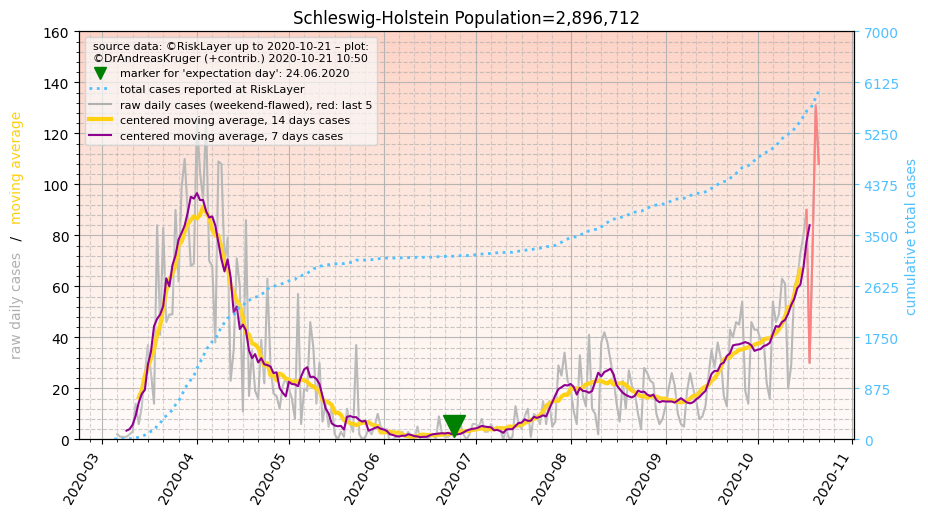 Schleswig-Holstein Population=2,896,712
source data: ©RiskLayer up to 2020-10-21 – plot:
©DrAndreasKruger (+contrib.) 2020-10-21 10:50
marker for 'expectation day': 24.06.2020
total cases reported at RiskLayer
raw daily cases (weekend-flawed), red: last 5
centered moving average, 14 days cases
centered moving average, 7 days cases
raw daily cases / moving average
160
140
120
100
80
60
40
20
0
7000
6125
5250
4375
3500
2625
1750
875
0
cumulative total cases
2020-03
2020-04
2020-05
2020-06
2020-07
2020-08
2020-09
2020-10
2020-11